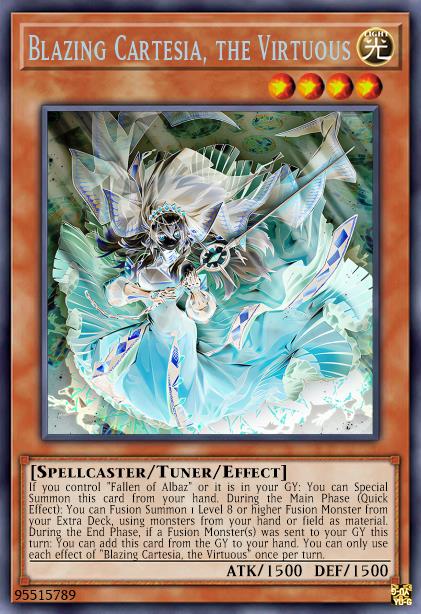 Blazing Cartesia, the Virtuous
LIGHT
光
[Spellcaster/Tuner/Effect]
If you control "Fallen of Albaz" or it is in your GY: You can Special
Summon this card from your hand. During the Main Phase (Quick
Effect): You can Fusion Summon 1 Level 8 or higher Fusion Monster from
your Extra Deck, using monsters from your hand or field as material.
During the End Phase, if a Fusion Monster(s) was sent to your GY this
turn: You can add this card from the GY to your hand. You can only use
each effect of "Blazing Cartesia, the Virtuous" once per turn.
ATK/1500 DEF/1500
95515789